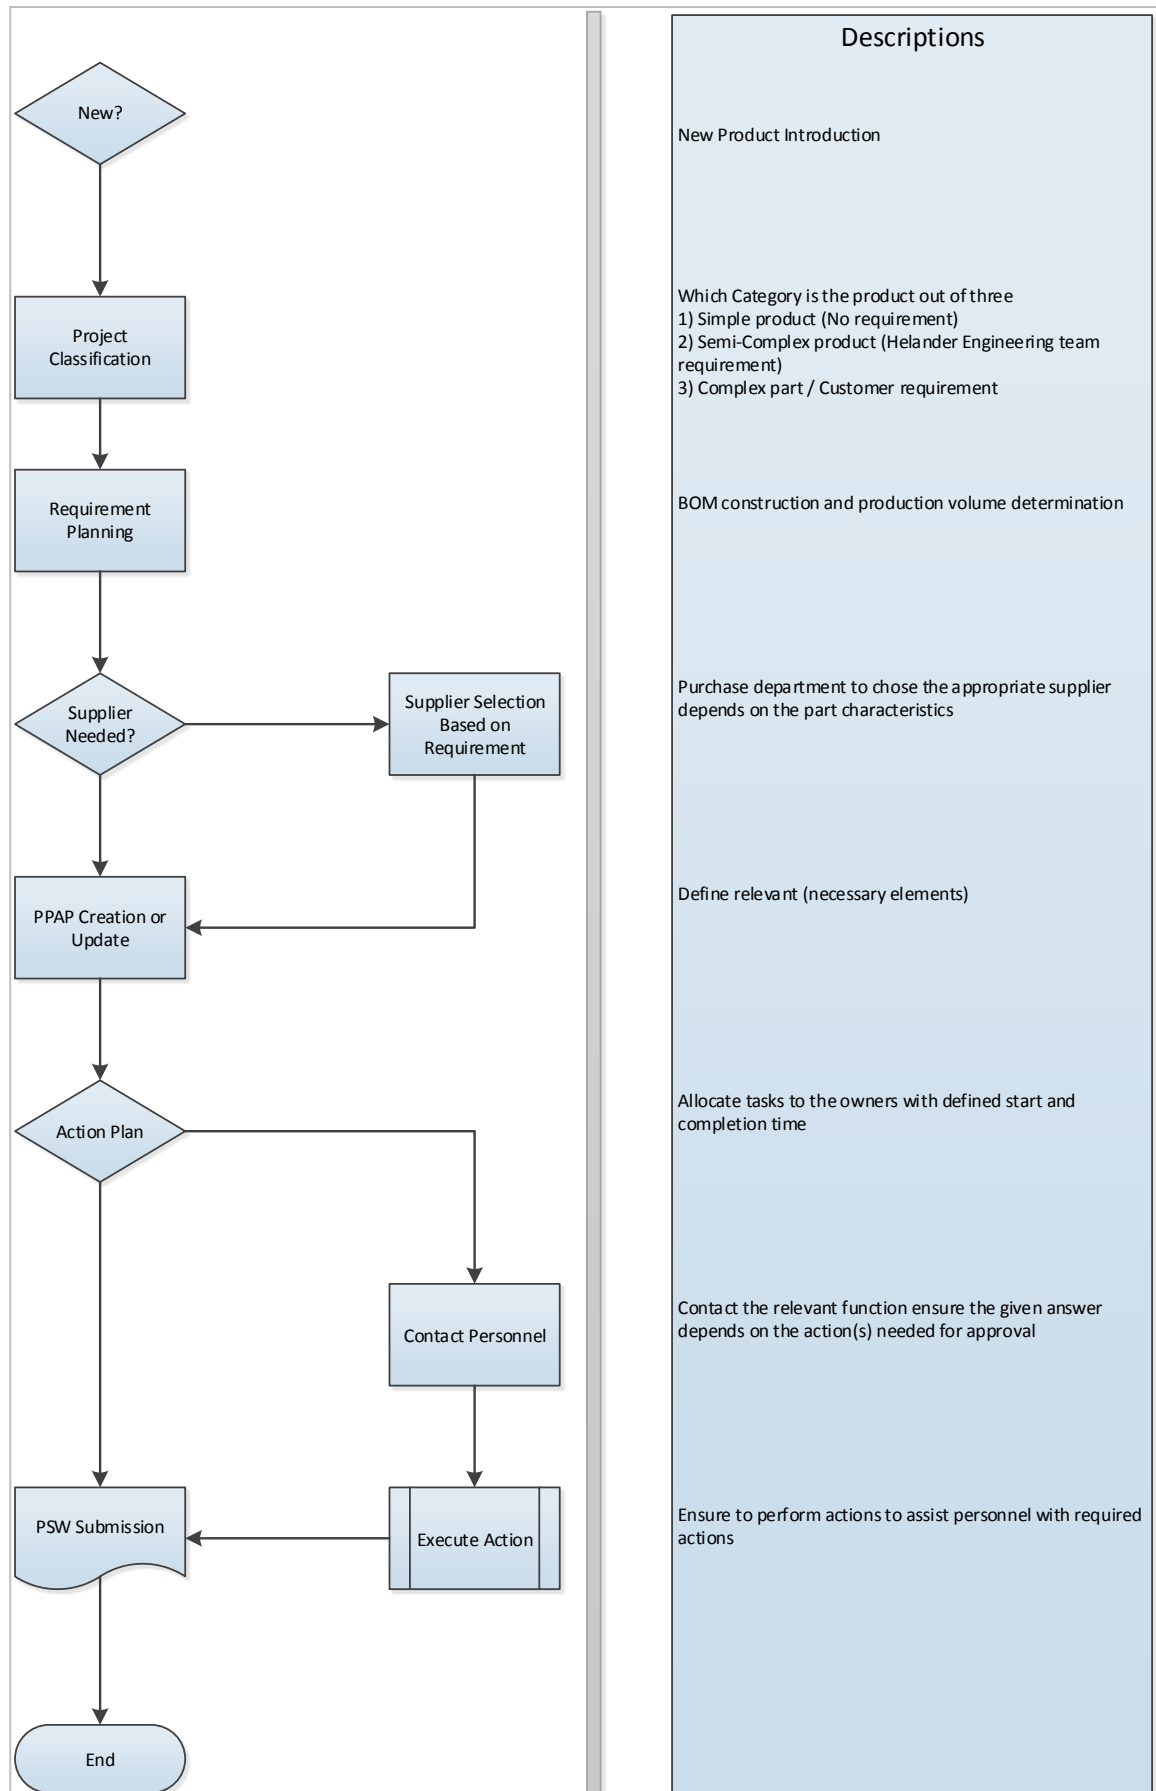 Descriptions
New?
New Product Introduction
Project
Classification
Which Category is the product out of three
1) Simple product (No requirement)
2) Semi-Complex product (Helander Engineering team
requirement)
3) Complex part / Customer requirement
Requirement
Planning
BOM construction and production volume determination
Supplier
Needed?
Supplier Selection
Based on
Requirement
Purchase department to chose the appropriate supplier
depends on the part characteristics
PPAP Creation or
Update
Define relevant (necessary elements)
Action Plan
Allocate tasks to the owners with defined start and
completion time
Contact Personnel
Contact the relevant function ensure the given answer
depends on the action(s) needed for approval
PSW Submission
Execute Action
Ensure to perform actions to assist personnel with required
actions
End